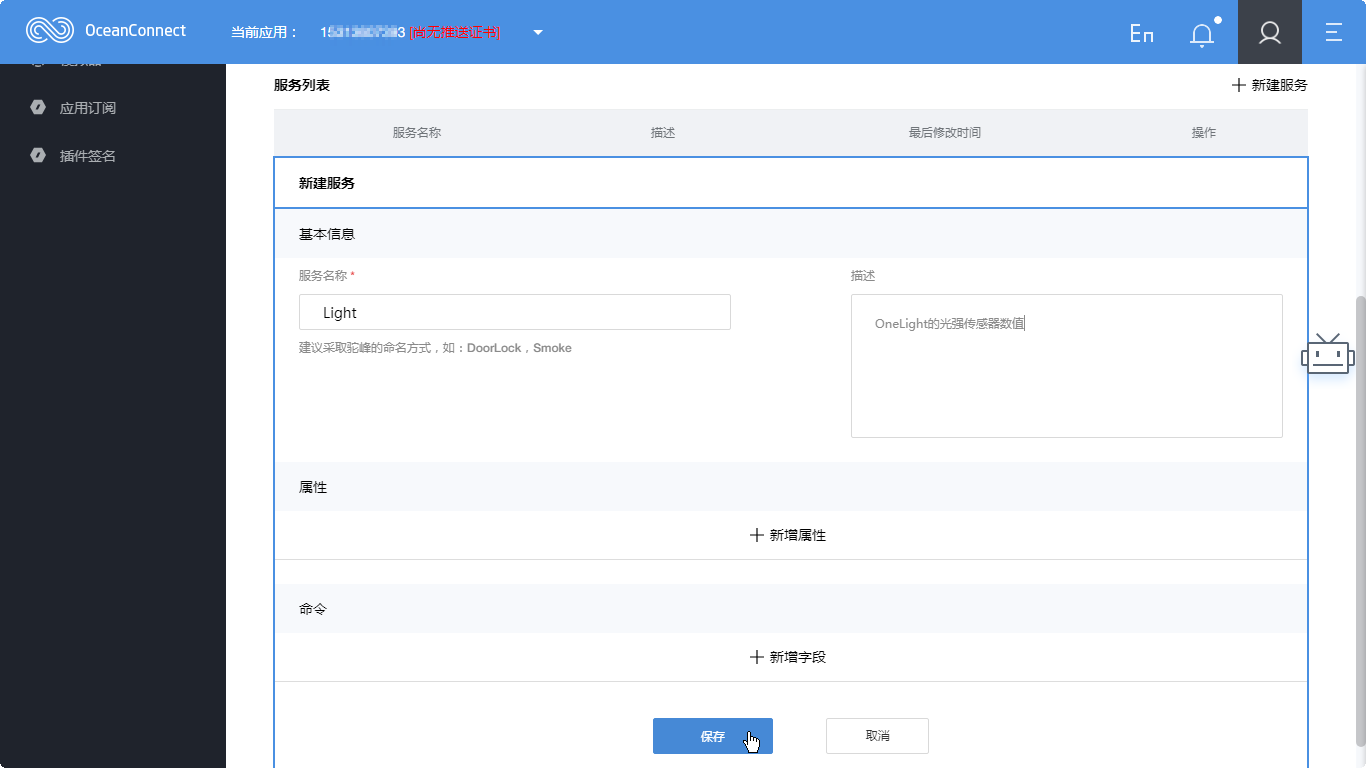 OceanConnect
当前应用：
[尚无推送证书]
En
应用订阅
插件签名
服务列表
新建服务
服务名称 描述 最后修改时间 操作
新建服务
基本信息
服务名称 *
描述
Light
OneLight的光强传感器数值
建议采取驼峰的命名方式，如：DoorLock，Smoke
属性
新增属性
命令
新增字段
保存
取消